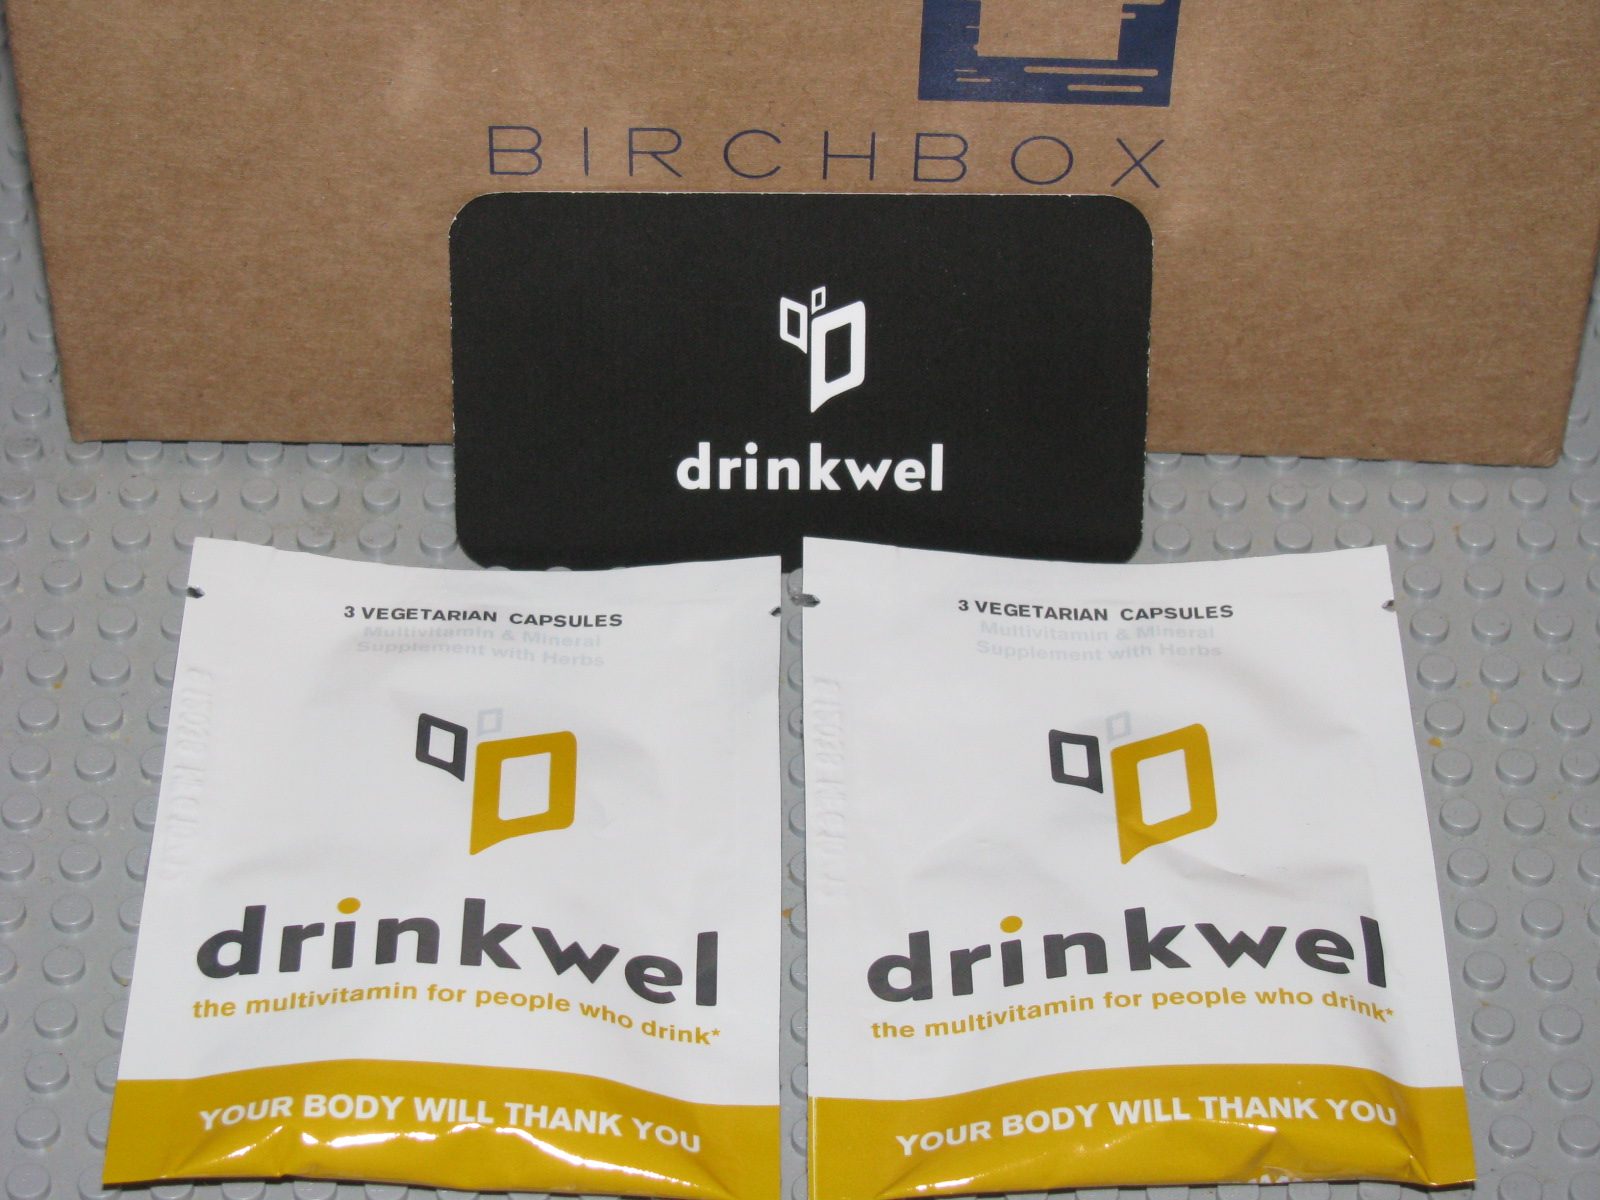 BIRCHBOX
drinkwel
3 VEGETARIAN CAPSULES
Multivitamin & Mineral
Supplement with Herbs
drinkwel
the multivitamin for people who drink*
YOUR BODY WILL THANK YOU
3 VEGETARIAN CAPSULES
Multivitamin & Mineral
Supplement with Herbs
drinkwel
the multivitamin for people who drink*
YOUR BODY WILL THANK YOU